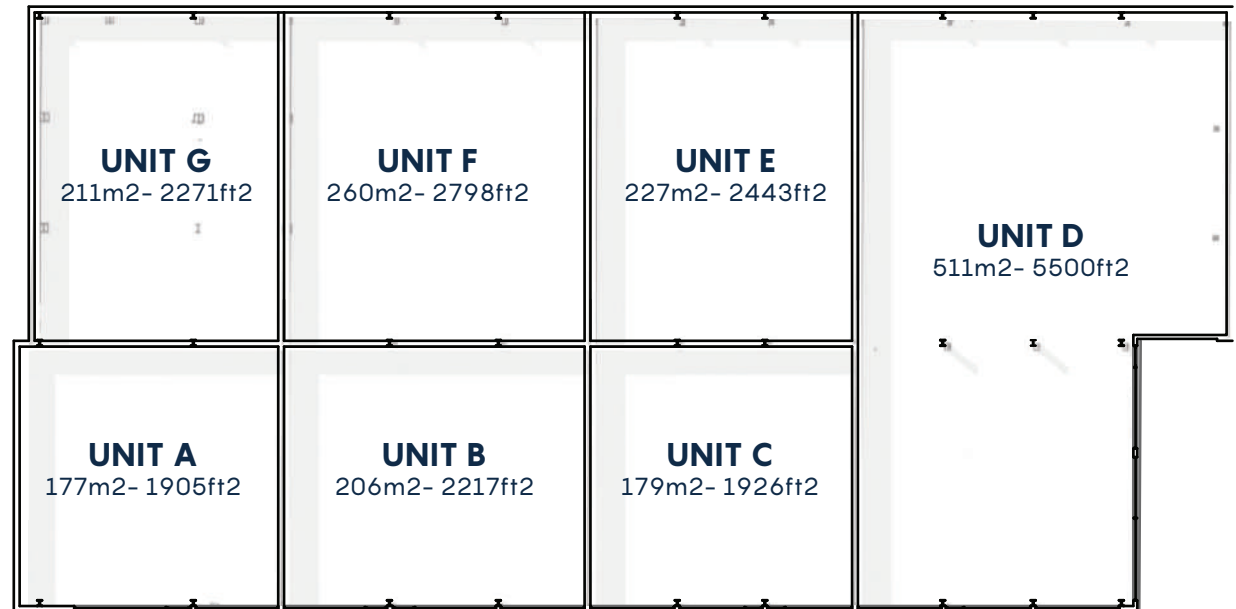 UNIT G
211m2- 2271ft2
UNIT F
260m2- 2798ft2
UNIT E
227m2- 2443ft2
UNIT D
511m2- 5500ft2
UNIT A
177m2- 1905ft2
UNIT B
206m2- 2217ft2
UNIT C
179m2- 1926ft2